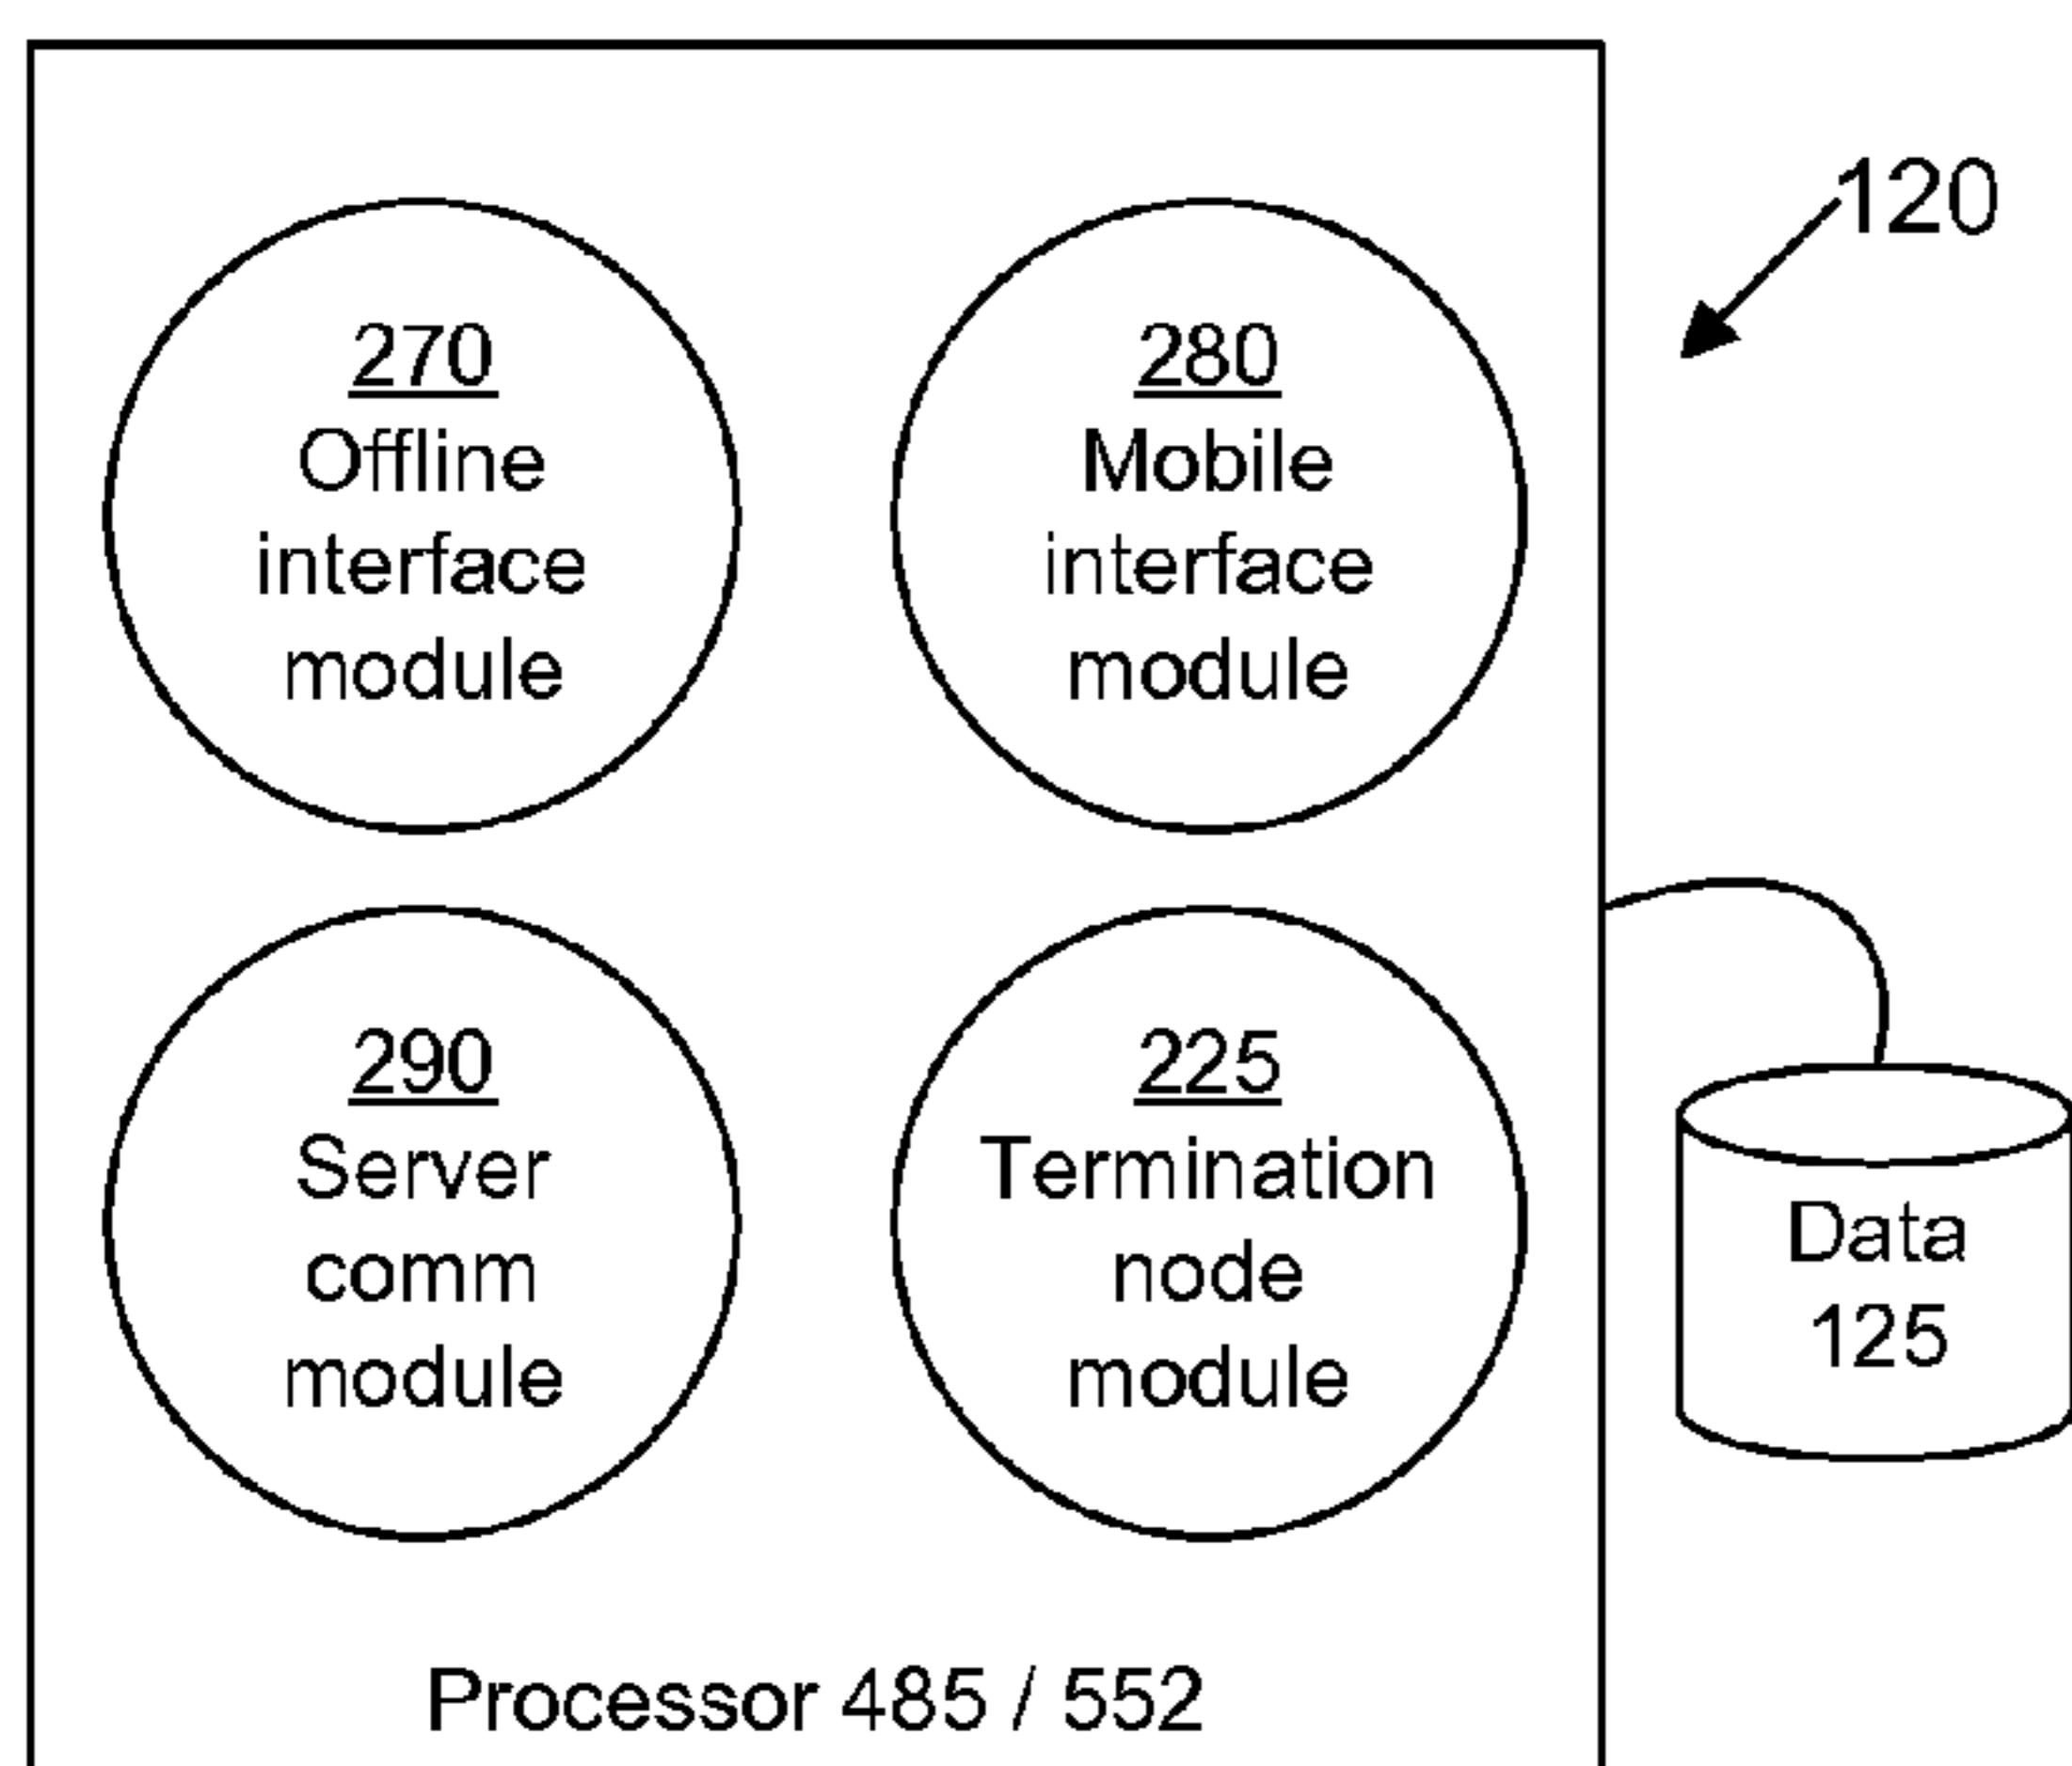 120
270
Offline
interface
module
280
Mobile
interface
module
290
Server
comm
module
225
Termination
node
module
Data
125
Processor 485 / 552